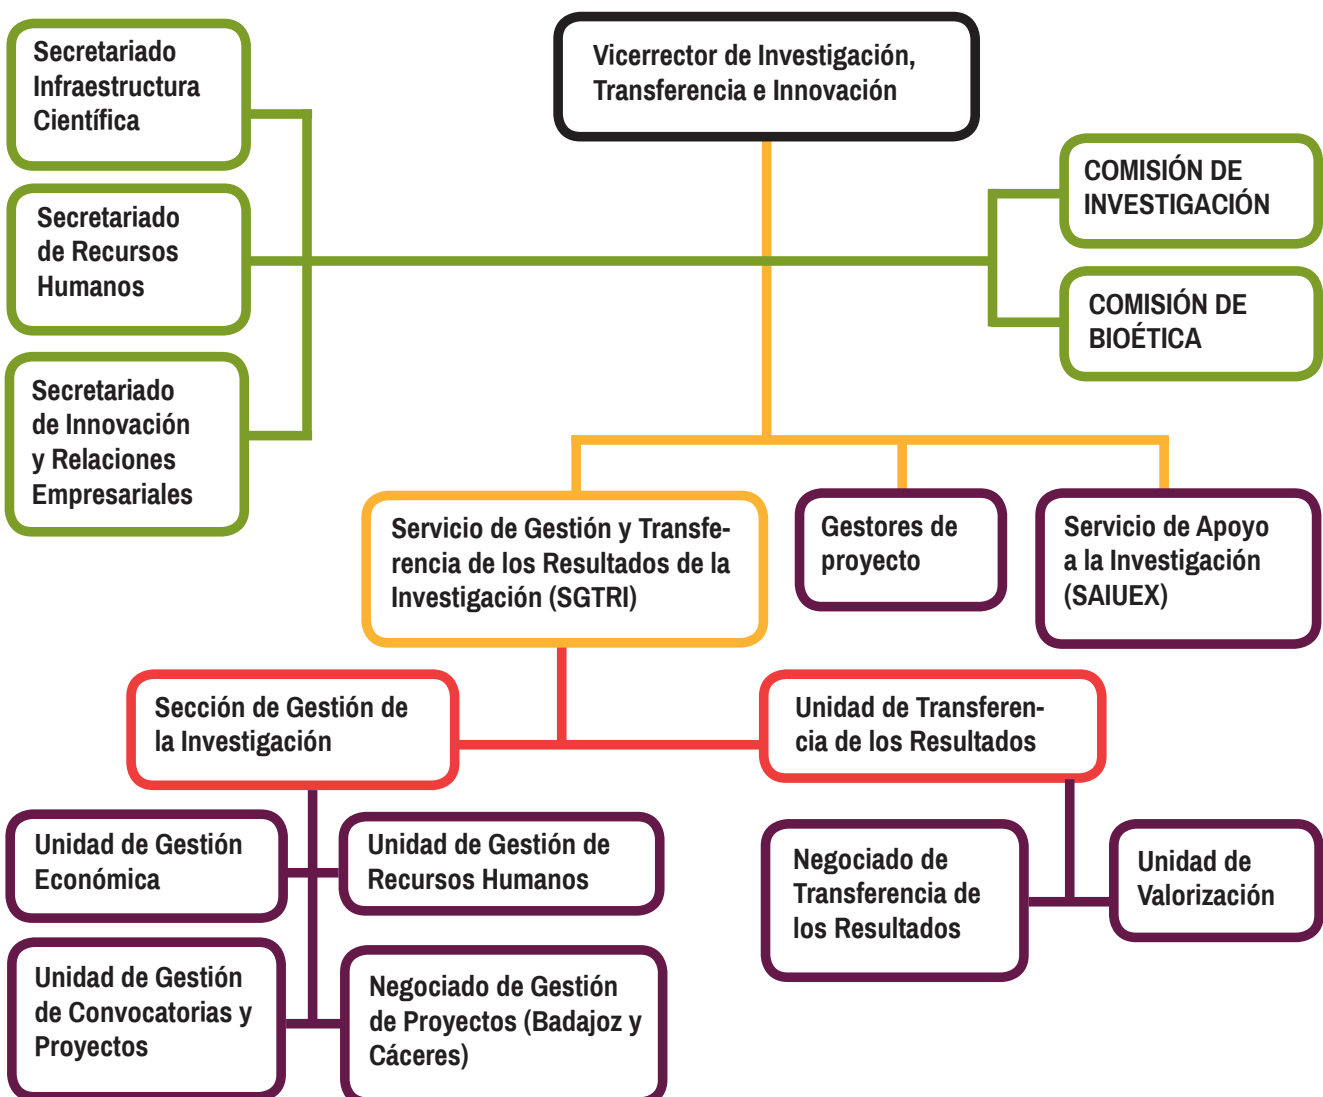 Secretariado
Infraestructura
Científica
Vicerrector de Investigación,
Transferencia e Innovación
COMISIÓN DE
INVESTIGACIÓN
Secretariado
de Recursos
Humanos
COMISIÓN DE
BIOÉTICA
Secretariado
de Innovación
y Relaciones
Empresariales
Servicio de Gestión y Transfe-
rencia de los Resultados de la
Investigación (SGTRI)
Gestores de
proyecto
Servicio de Apoyo
a la Investigación
(SAIUEX)
Sección de Gestión de
la Investigación
Unidad de Transferen-
cia de los Resultados
Unidad de Gestión
Económica
Unidad de Gestión de
Recursos Humanos
Negociado de
Transferencia de
los Resultados
Unidad de
Valorización
Unidad de Gestión
de Convocatorias y
Proyectos
Negociado de Gestión
de Proyectos (Badajoz y
Cáceres)